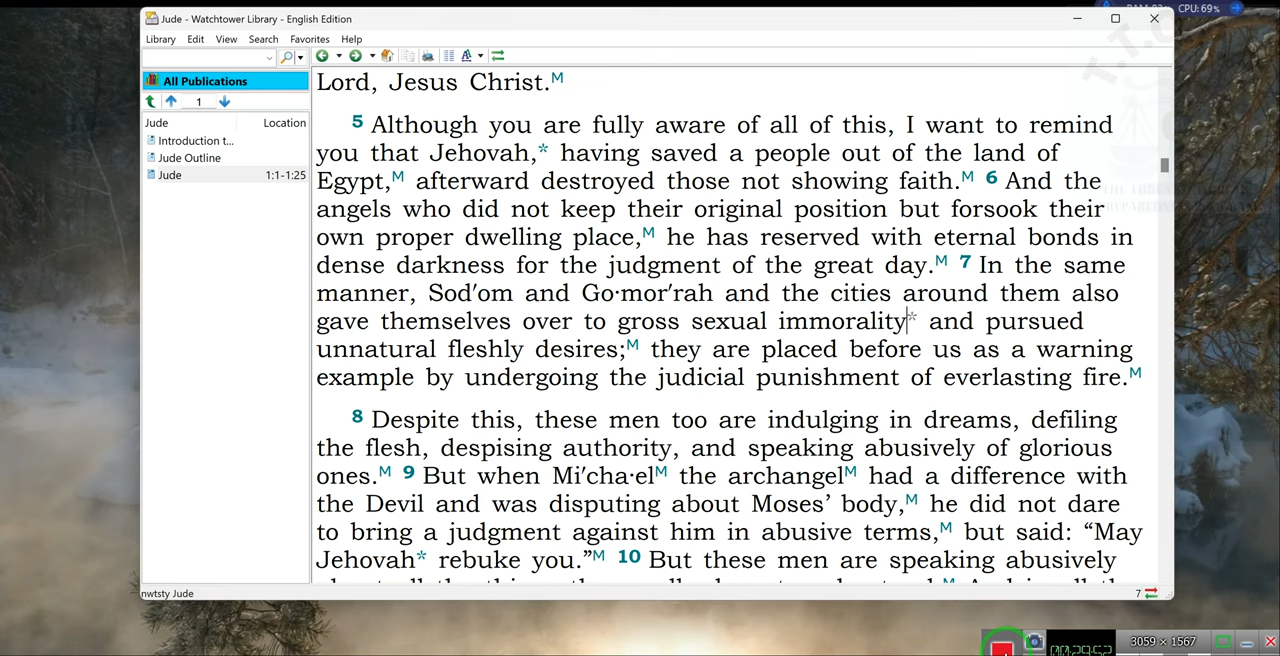 CPU: 69%
Jude - Watchtower Library - English Edition
Library Edit View Search Favorites Help
All Publications
1
Jude Location
Introduction t...
Jude Outline
Jude 1:1-1:25
Lord, Jesus Christ.M
5 Although you are fully aware of all of this, I want to remind
you that Jehovah,* having saved a people out of the land of
Egypt,M afterward destroyed those not showing faith.M 6 And the
angels who did not keep their original position but forsook their
own proper dwelling place,M he has reserved with eternal bonds in
dense darkness for the judgment of the great day.M 7 In the same
manner, Sodʹom and Go·morʹrah and the cities around them also
gave themselves over to gross sexual immorality* and pursued
unnatural fleshly desires;M they are placed before us as a warning
example by undergoing the judicial punishment of everlasting fire.M
8 Despite this, these men too are indulging in dreams, defiling
the flesh, despising authority, and speaking abusively of glorious
ones.M 9 But when Miʹcha·elM the archangelM had a difference with
the Devil and was disputing about Moses’ body,M he did not dare
to bring a judgment against him in abusive terms,M but said: “May
Jehovah* rebuke you.”M 10 But these men are speaking abusively
nwtsty Jude 7
3059 × 1567